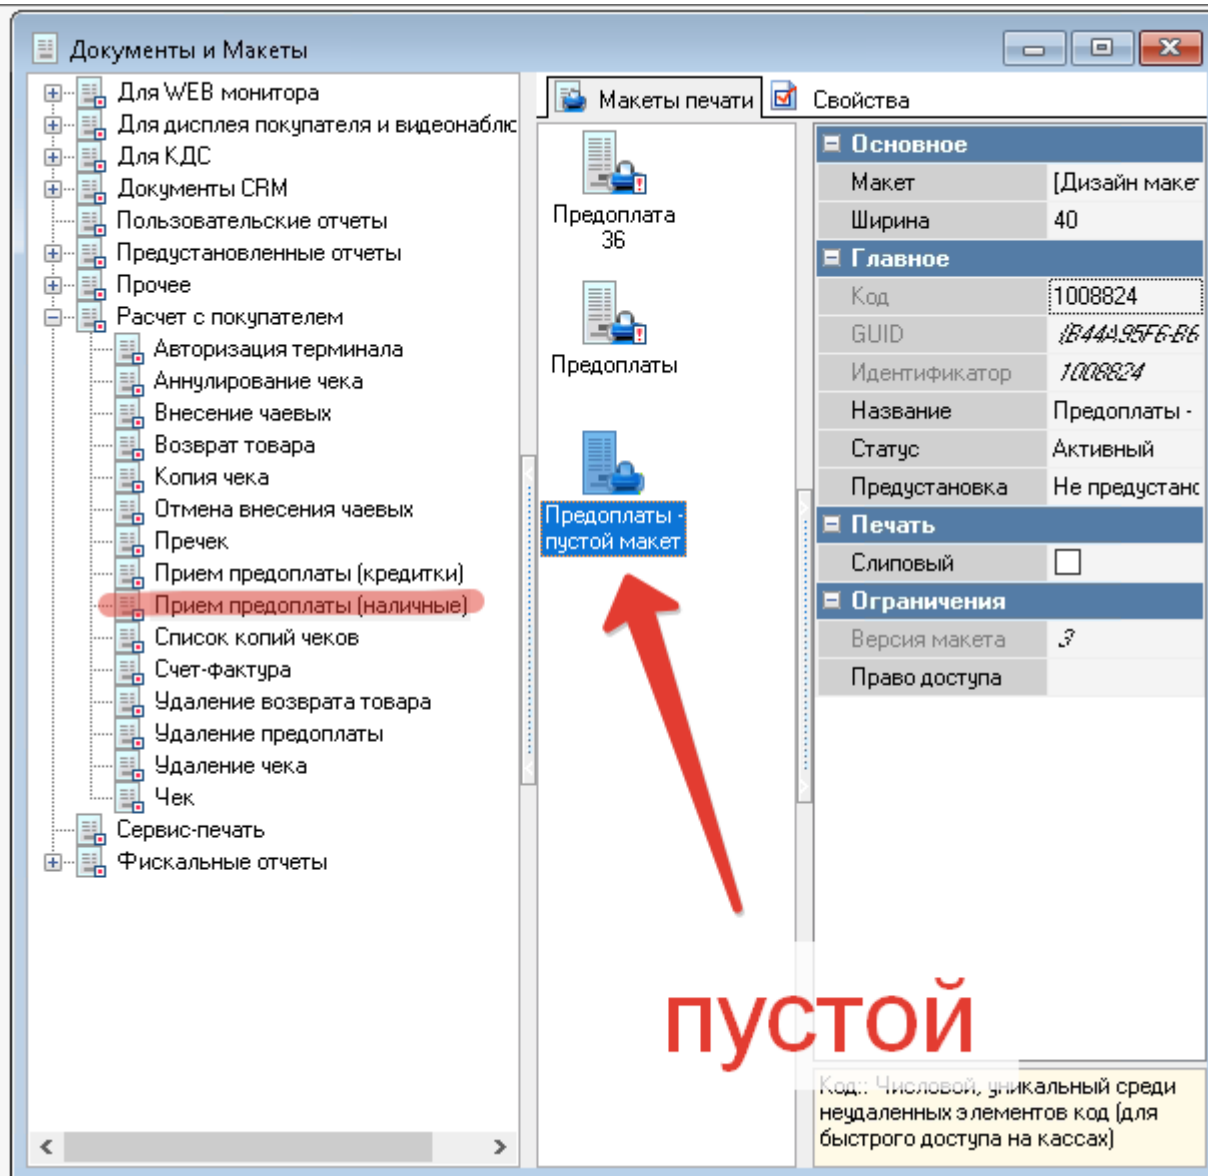 Документы и Макеты
Для WEB монитора
Для дисплея покупателя и видеонаблю
Для КДС
Документы CRM
Пользовательские отчеты
Предустановленные отчеты
Прочее
Расчет с покупателем
Авторизация терминала
Аннулирование чека
Внесение чаевых
Возврат товара
Копия чека
Отмена внесения чаевых
Пречек
Прием предоплаты (кредитки)
Прием предоплаты (наличные)
Список копий чеков
Счет-фактура
Удаление возврата товара
Удаление предоплаты
Удаление чека
Чек
Сервис-печать
Фискальные отчеты
Макеты печати
Свойства
Предоплата
36
Предоплаты
Предоплаты -
пустой макет
Основное
Макет [Дизайн макет
Ширина 40
Главное
Код 1008824
GUID {B44A95F6-B6
Идентификатор 1008824
Название Предоплаты -
Статус Активный
Предустановка Не предустано
Печать
Слиповый
Ограничения
Версия макета 3
Право доступа
пустой
Код:: Числовой, уникальный среди
неудаленных элементов код (для
быстрого доступа на кассах)